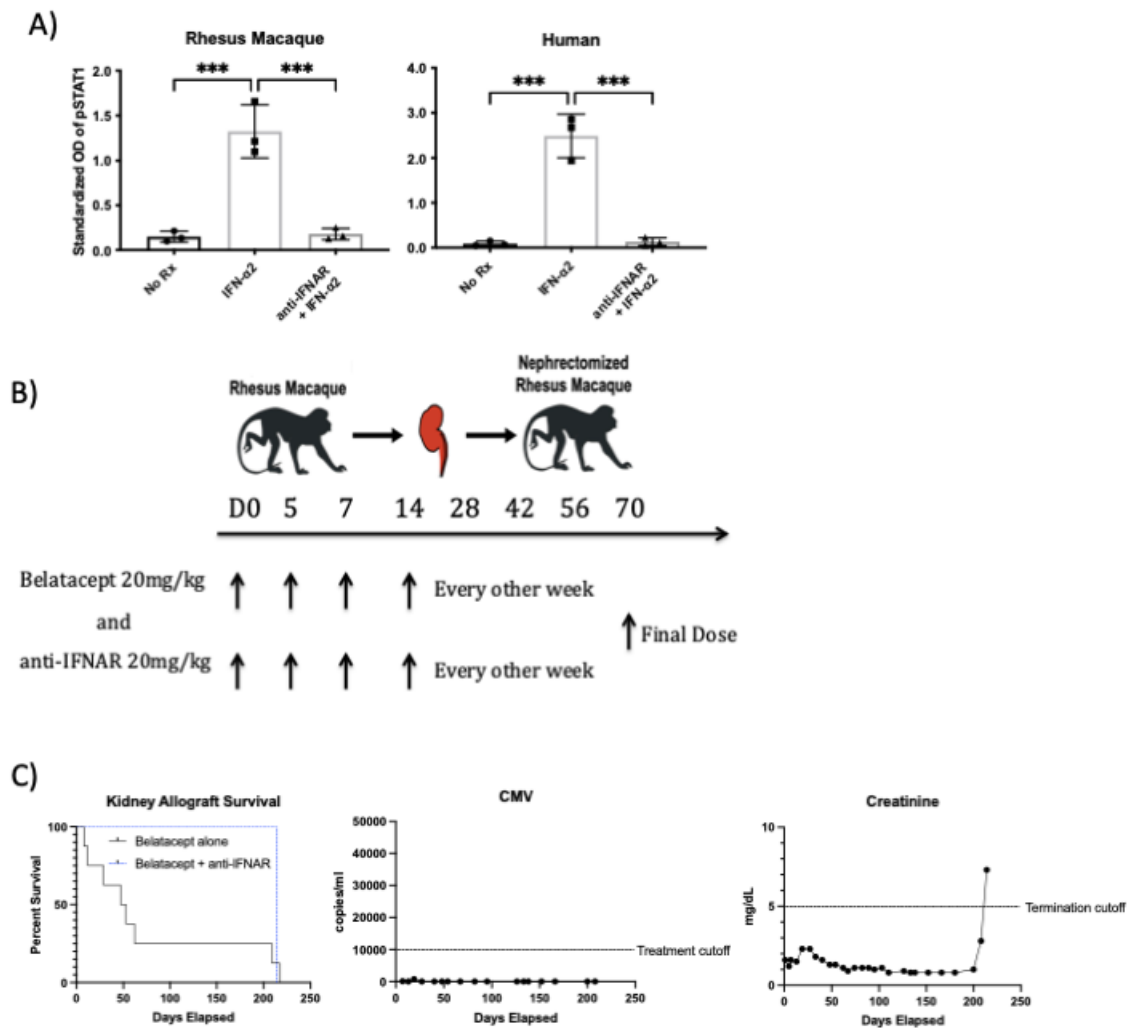 A)
Rhesus Macaque
Human
*** ***
*** ***
Standardized OD of pSTAT1
2.0
1.5
1.0
0.5
0.0
4.0
3.0
2.0
1.0
0.0
No Rx
IFN-α2
anti-IFNAR
+ IFN-α2
No Rx
IFN-α2
anti-IFNAR
+ IFN-α2
B)
Rhesus Macaque
Nephrectomized
Rhesus Macaque
D0 5 7 14 28 42 56 70
Belatacept 20mg/kg
and
anti-IFNAR 20mg/kg
Every other week
Final Dose
Every other week
C)
Kidney Allograft Survival
Percent Survival
100
50
0
Belatacept alone
Belatacept + anti-IFNAR
0 50 100 150 200 250
Days Elapsed
CMV
copies/ml
50000
40000
30000
20000
10000
0
Treatment cutoff
0 50 100 150 200 250
Days Elapsed
Creatinine
mg/dL
10
5
0
Termination cutoff
0 50 100 150 200 250
Days Elapsed